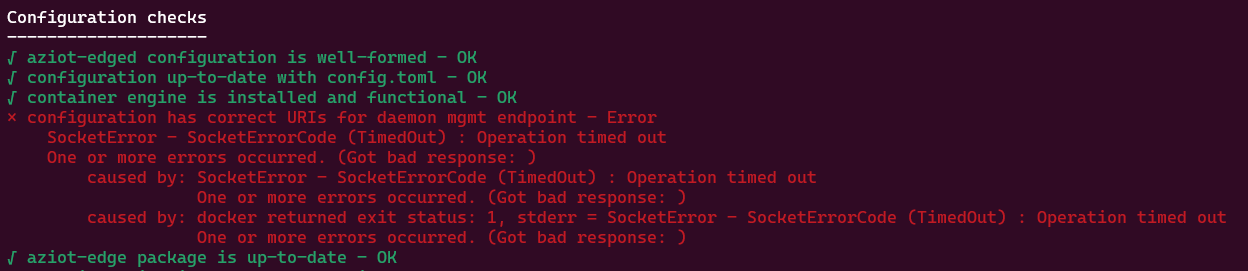 Configuration checks
--------------------
√ aziot-edged configuration is well-formed - OK
√ configuration up-to-date with config.toml - OK
√ container engine is installed and functional - OK
× configuration has correct URIs for daemon mgmt endpoint - Error
    SocketError - SocketErrorCode (TimedOut) : Operation timed out
    One or more errors occurred. (Got bad response: )
        caused by: SocketError - SocketErrorCode (TimedOut) : Operation timed out
                   One or more errors occurred. (Got bad response: )
        caused by: docker returned exit status: 1, stderr = SocketError - SocketErrorCode (TimedOut) : Operation timed out
                   One or more errors occurred. (Got bad response: )
√ aziot-edge package is up-to-date - OK